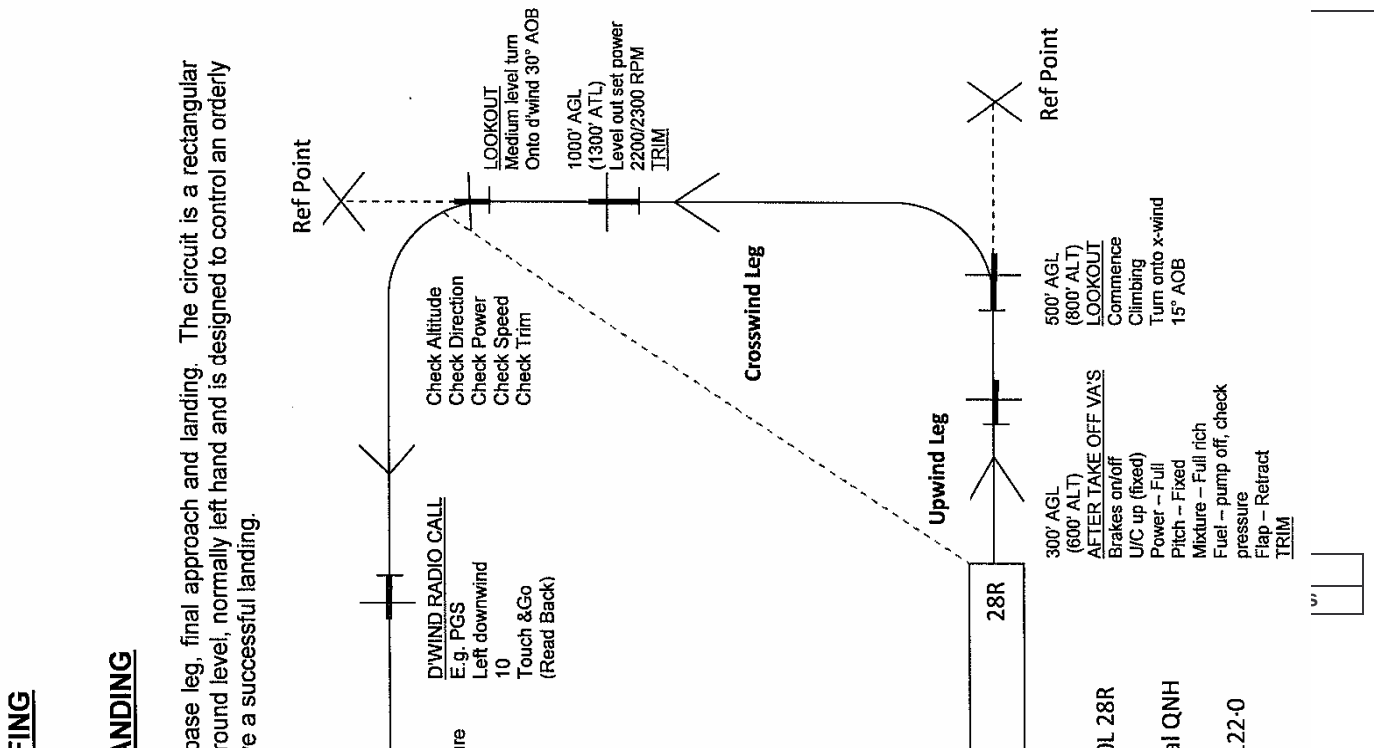 FING
ANDING
base leg, final approach and landing. The circuit is a rectangular
round level, normally left hand and is designed to control an orderly
ve a successful landing.
Ref Point
ure
D'WIND RADIO CALL
E.g. PGS
Left downwind
10
Touch &Go
(Read Back)
Check Altitude
Check Direction
Check Power
Check Speed
Check Trim
LOOKOUT
Medium level turn
Onto d'wind 30° AOB
1000' AGL
(1300' ATL)
Level out set power
2200/2300 RPM
TRIM
Crosswind Leg
Upwind Leg
28R
Ref Point
300' AGL
(600' ALT)
AFTER TAKE OFF VA'S
Brakes on/off
U/C up (fixed)
Power – Full
Pitch – Fixed
Mixture – Full rich
Fuel – pump off, check
pressure
Flap – Retract
TRIM
500' AGL
(800' ALT)
LOOKOUT
Commence
Climbing
Turn onto x-wind
15° AOB
0L 28R
al QNH
22·0
s